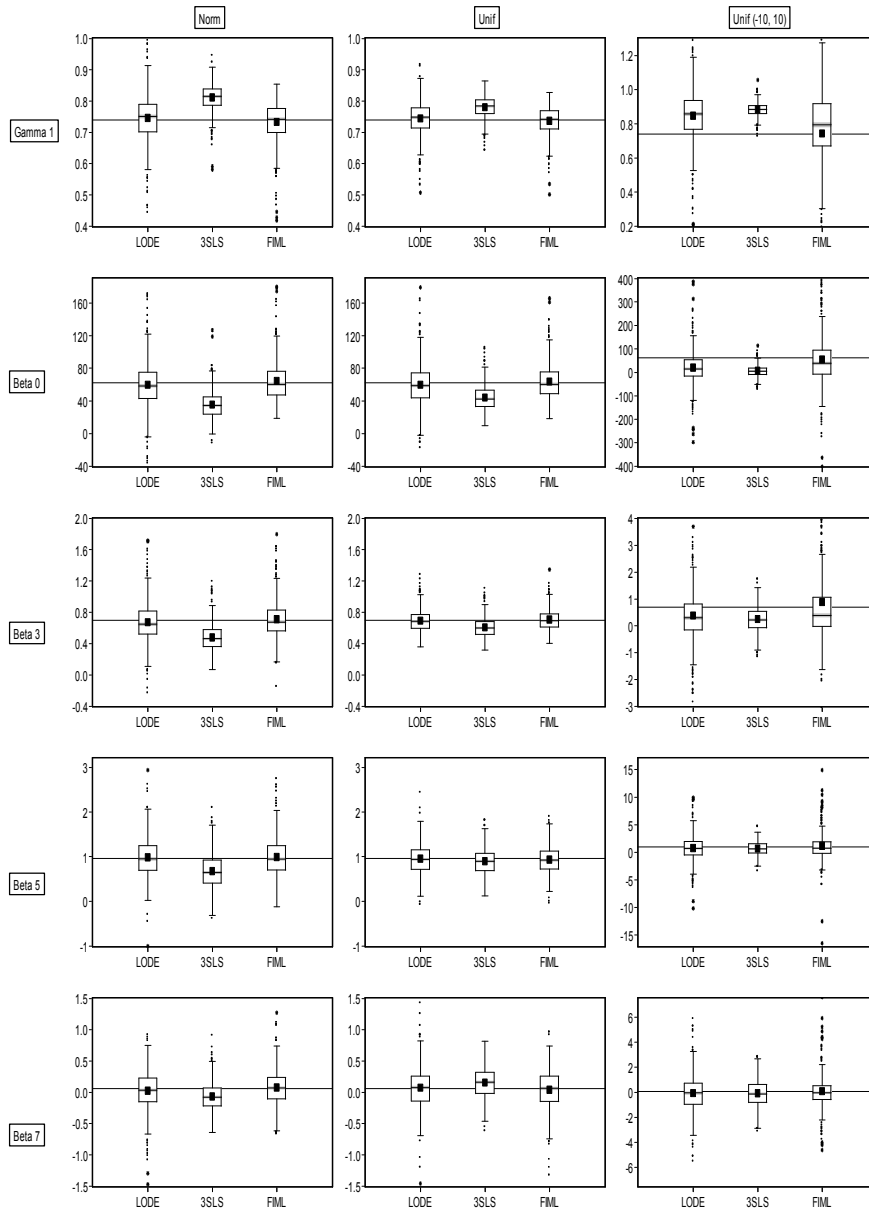 Norm Unif Unif (-10, 10)
Gamma 1
1.0 1.0 1.2
0.9 0.9 1.0
0.8 0.8 0.8
0.7 0.7
0.6 0.6 0.6
0.5 0.5 0.4
0.4 0.4 0.2
LODE 3SLS FIML LODE 3SLS FIML LODE 3SLS FIML
Beta 0
400
160 160 300
120 120 200
100
80 80 0
40 40 -100
0 0 -200
-300
-40 -40 -400
LODE 3SLS FIML LODE 3SLS FIML LODE 3SLS FIML
Beta 3
2.0 2.0 4
1.6 1.6 3
1.2 1.2 2
0.8 0.8 1
0.4 0.4 0
-1
0.0 0.0 -2
-0.4 -0.4 -3
LODE 3SLS FIML LODE 3SLS FIML LODE 3SLS FIML
Beta 5
3 3 15
10
2 2 5
1 1 0
-5
0 0 -10
-15
-1 -1
LODE 3SLS FIML LODE 3SLS FIML LODE 3SLS FIML
Beta 7
1.5 1.5
1.0 1.0 6
4
0.5 0.5 2
0.0 0.0 0
-0.5 -0.5 -2
-1.0 -1.0 -4
-6
-1.5 -1.5
LODE 3SLS FIML LODE 3SLS FIML LODE 3SLS FIML